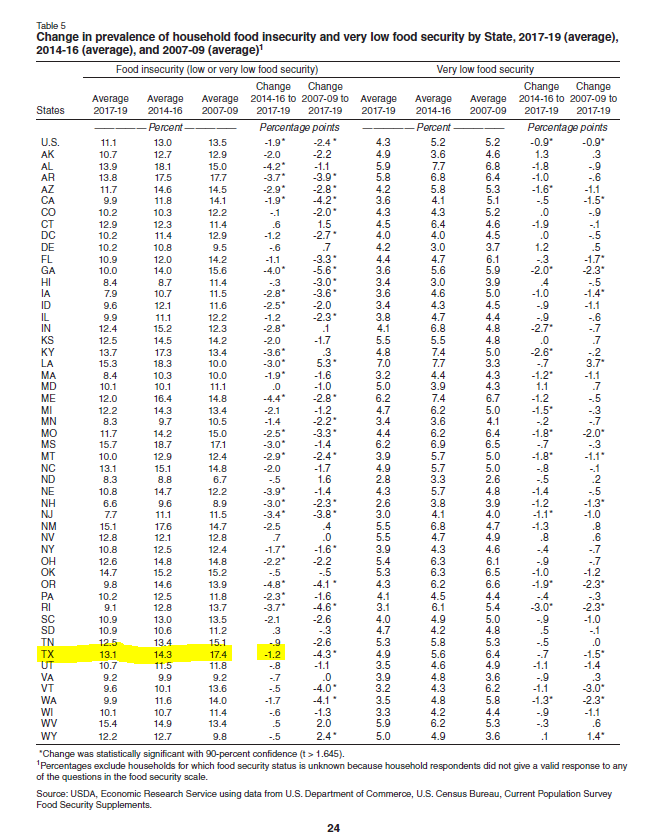 Table 5
Change in prevalence of household food insecurity and very low food security by State, 2017-19 (average),
2014-16 (average), and 2007-09 (average)¹
Food insecurity (low or very low food security) Very low food security
Change Change Change Change
Average Average Average 2014-16 to 2007-09 to Average Average Average 2014-16 to 2007-09 to
States 2017-19 2014-16 2007-09 2017-19 2017-19 2017-19 2014-16 2007-09 2017-19 2017-19
Percent Percentage points Percent Percentage points
U.S. 11.1 13.0 13.5 -1.9* -2.4* 4.3 5.2 5.2 -0.9* -0.9*
AK 10.7 12.7 12.9 -2.0 -2.2 4.9 3.6 4.6 1.3 .3
AL 13.9 18.1 15.0 -4.2* -1.1 5.9 7.7 6.8 -1.8 -.9
AR 13.8 17.5 17.7 -3.7* -3.9* 5.8 6.8 6.4 -1.0 -.6
AZ 11.7 14.6 14.5 -2.9* -2.8* 4.2 5.8 5.3 -1.6* -1.1
CA 9.9 11.8 14.1 -1.9* -4.2* 3.6 4.1 5.1 -.5 -1.5*
CO 10.2 10.3 12.2 -.1 -2.0* 4.3 4.3 5.2 .0 -.9
CT 12.9 12.3 11.4 .6 1.5 4.5 6.4 4.6 -1.9 -.1
DC 10.2 11.4 12.9 -1.2 -2.7* 4.0 4.0 4.5 .0 -.5
DE 10.2 10.8 9.5 -.6 .7 4.2 3.0 3.7 1.2 .5
FL 10.9 12.0 14.2 -1.1 -3.3* 4.4 4.7 6.1 -.3 -1.7*
GA 10.0 14.0 15.6 -4.0* -5.6* 3.6 5.6 5.9 -2.0* -2.3*
HI 8.4 8.7 11.4 -.3 -3.0* 3.4 3.0 3.9 .4 -.5
IA 7.9 10.7 11.5 -2.8* -3.6* 3.6 4.6 5.0 -1.0 -1.4*
ID 9.6 12.1 11.6 -2.5* -2.0 3.4 4.3 4.5 -.9 -1.1
IL 9.9 11.1 12.2 -1.2 -2.3* 3.8 4.7 4.4 -.9 -.6
IN 12.4 15.2 12.3 -2.8* .1 4.1 6.8 4.8 -2.7* -.7
KS 12.5 14.5 14.2 -2.0 -1.7 5.5 5.5 4.8 .0 .7
KY 13.7 17.3 13.4 -3.6* .3 4.8 7.4 5.0 -2.6* -.2
LA 15.3 18.3 10.0 -3.0* 5.3* 7.0 7.7 3.3 -.7 3.7*
MA 8.4 10.3 10.0 -1.9* -1.6 3.2 4.4 4.3 -1.2* -1.1
MD 10.1 10.1 11.1 .0 -1.0 5.0 3.9 4.3 1.1 .7
ME 12.0 16.4 14.8 -4.4* -2.8* 6.2 7.4 6.7 -1.2 -.5
MI 12.2 14.3 13.4 -2.1 -1.2 4.7 6.2 5.0 -1.5* -.3
MN 8.3 9.7 10.5 -1.4 -2.2* 3.4 3.6 4.1 -.2 -.7
MO 11.7 14.2 15.0 -2.5* -3.3* 4.4 6.2 6.4 -1.8* -2.0*
MS 15.7 18.7 17.1 -3.0* -1.4 6.2 6.9 6.5 -.7 -.3
MT 10.0 12.9 12.4 -2.9* -2.4* 3.9 5.7 5.0 -1.8* -1.1*
NC 13.1 15.1 14.8 -2.0 -1.7 4.9 5.7 5.0 -.8 -.1
ND 8.3 8.8 6.7 -.5 1.6 2.8 3.3 2.6 -.5 .2
NE 10.8 14.7 12.2 -3.9* -1.4 4.3 5.7 4.8 -1.4 -.5
NH 6.6 9.6 8.9 -3.0* -2.3* 2.6 3.8 3.9 -1.2 -1.3*
NJ 7.7 11.1 11.5 -3.4* -3.8* 3.0 4.1 4.0 -1.1* -1.0
NM 15.1 17.6 14.7 -2.5 .4 5.5 6.8 4.7 -1.3 .8
NV 12.8 12.1 12.8 .7 .0 5.5 4.7 4.9 .8 .6
NY 10.8 12.5 12.4 -1.7* -1.6* 3.9 4.3 4.6 -.4 -.7
OH 12.6 14.8 14.8 -2.2* -2.2 5.4 6.3 6.1 -.9 -.7
OK 14.7 15.2 15.2 -.5 -.5 5.3 6.3 6.5 -1.0 -1.2
OR 9.8 14.6 13.9 -4.8* -4.1* 4.3 6.2 6.6 -1.9* -2.3*
PA 10.2 12.5 11.8 -2.3* -1.6 4.1 4.5 4.4 -.4 -.3
RI 9.1 12.8 13.7 -3.7* -4.6* 3.1 6.1 5.4 -3.0* -2.3*
SC 10.9 13.0 13.5 -2.1 -2.6 4.0 4.9 5.0 -.9 -1.0
SD 10.9 10.6 11.2 .3 -.3 4.7 4.2 4.8 .5 -.1
TN 12.5 13.4 15.1 -.9 -2.6 5.3 5.8 5.3 -.5 .0
TX 13.1 14.3 17.4 -1.2 -4.3* 4.9 5.6 6.4 -.7 -1.5*
UT 10.7 11.5 11.8 -.8 -1.1 3.5 4.6 4.9 -1.1 -1.4
VA 9.2 9.9 9.2 -.7 .0 3.9 4.8 3.6 -.9 .3
VT 9.6 10.1 13.6 -.5 -4.0* 3.2 4.3 6.2 -1.1 -3.0*
WA 9.9 11.6 14.0 -1.7 -4.1* 3.5 4.8 5.8 -1.3* -2.3*
WI 10.1 10.7 11.4 -.6 -1.3 3.3 4.2 4.4 -.9 -1.1
WV 15.4 14.9 13.4 .5 2.0 5.9 6.2 5.3 -.3 .6
WY 12.2 12.7 9.8 -.5 2.4* 5.0 4.9 3.6 .1 1.4*
*Change was statistically significant with 90-percent confidence (t > 1.645).
¹Percentages exclude households for which food security status is unknown because household respondents did not give a valid response to any
of the questions in the food security scale.
Source: USDA, Economic Research Service using data from U.S. Department of Commerce, U.S. Census Bureau, Current Population Survey
Food Security Supplements.
24